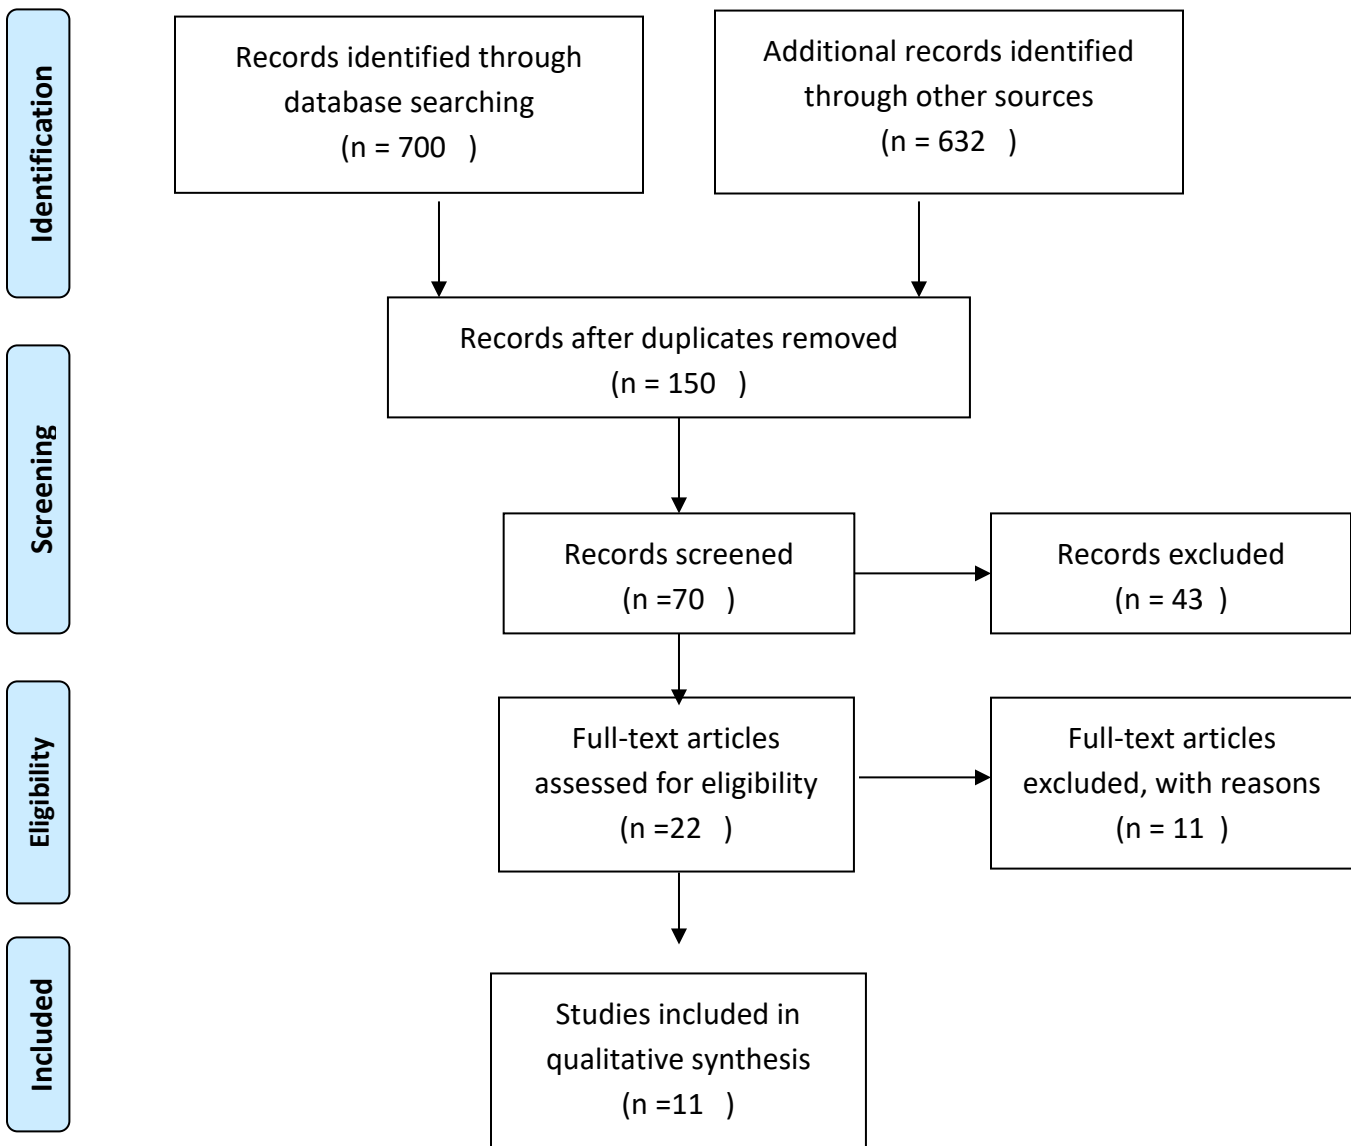 Identification
Records identified through
database searching
(n = 700   )
Additional records identified
through other sources
(n = 632   )
Records after duplicates removed
(n = 150   )
Screening
Records screened
(n =70   )
Records excluded
(n = 43  )
Eligibility
Full-text articles
assessed for eligibility
(n =22   )
Full-text articles
excluded, with reasons
(n = 11  )
Included
Studies included in
qualitative synthesis
(n =11   )